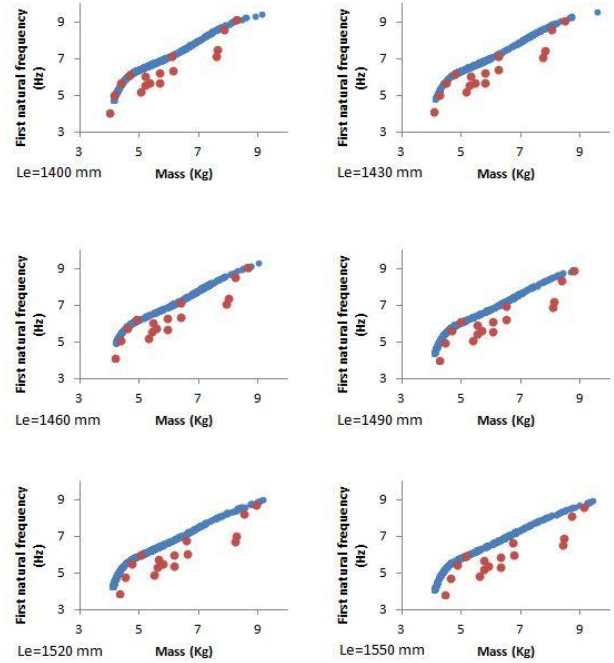 First natural frequency
(Hz)
9
7
5
3
3 5 7 9
Le=1400 mm
Mass (Kg)
First natural frequency
(Hz)
9
7
5
3
3 5 7 9
Le=1430 mm
Mass (Kg)
First natural frequency
(Hz)
9
7
5
3
3 5 7 9
Le=1460 mm
Mass (Kg)
First natural frequency
(Hz)
9
7
5
3
3 5 7 9
Le=1490 mm
Mass (Kg)
First natural frequency
(Hz)
9
7
5
3
3 5 7 9
Le=1520 mm
Mass (Kg)
First natural frequency
(Hz)
9
7
5
3
3 5 7 9
Le=1550 mm
Mass (Kg)